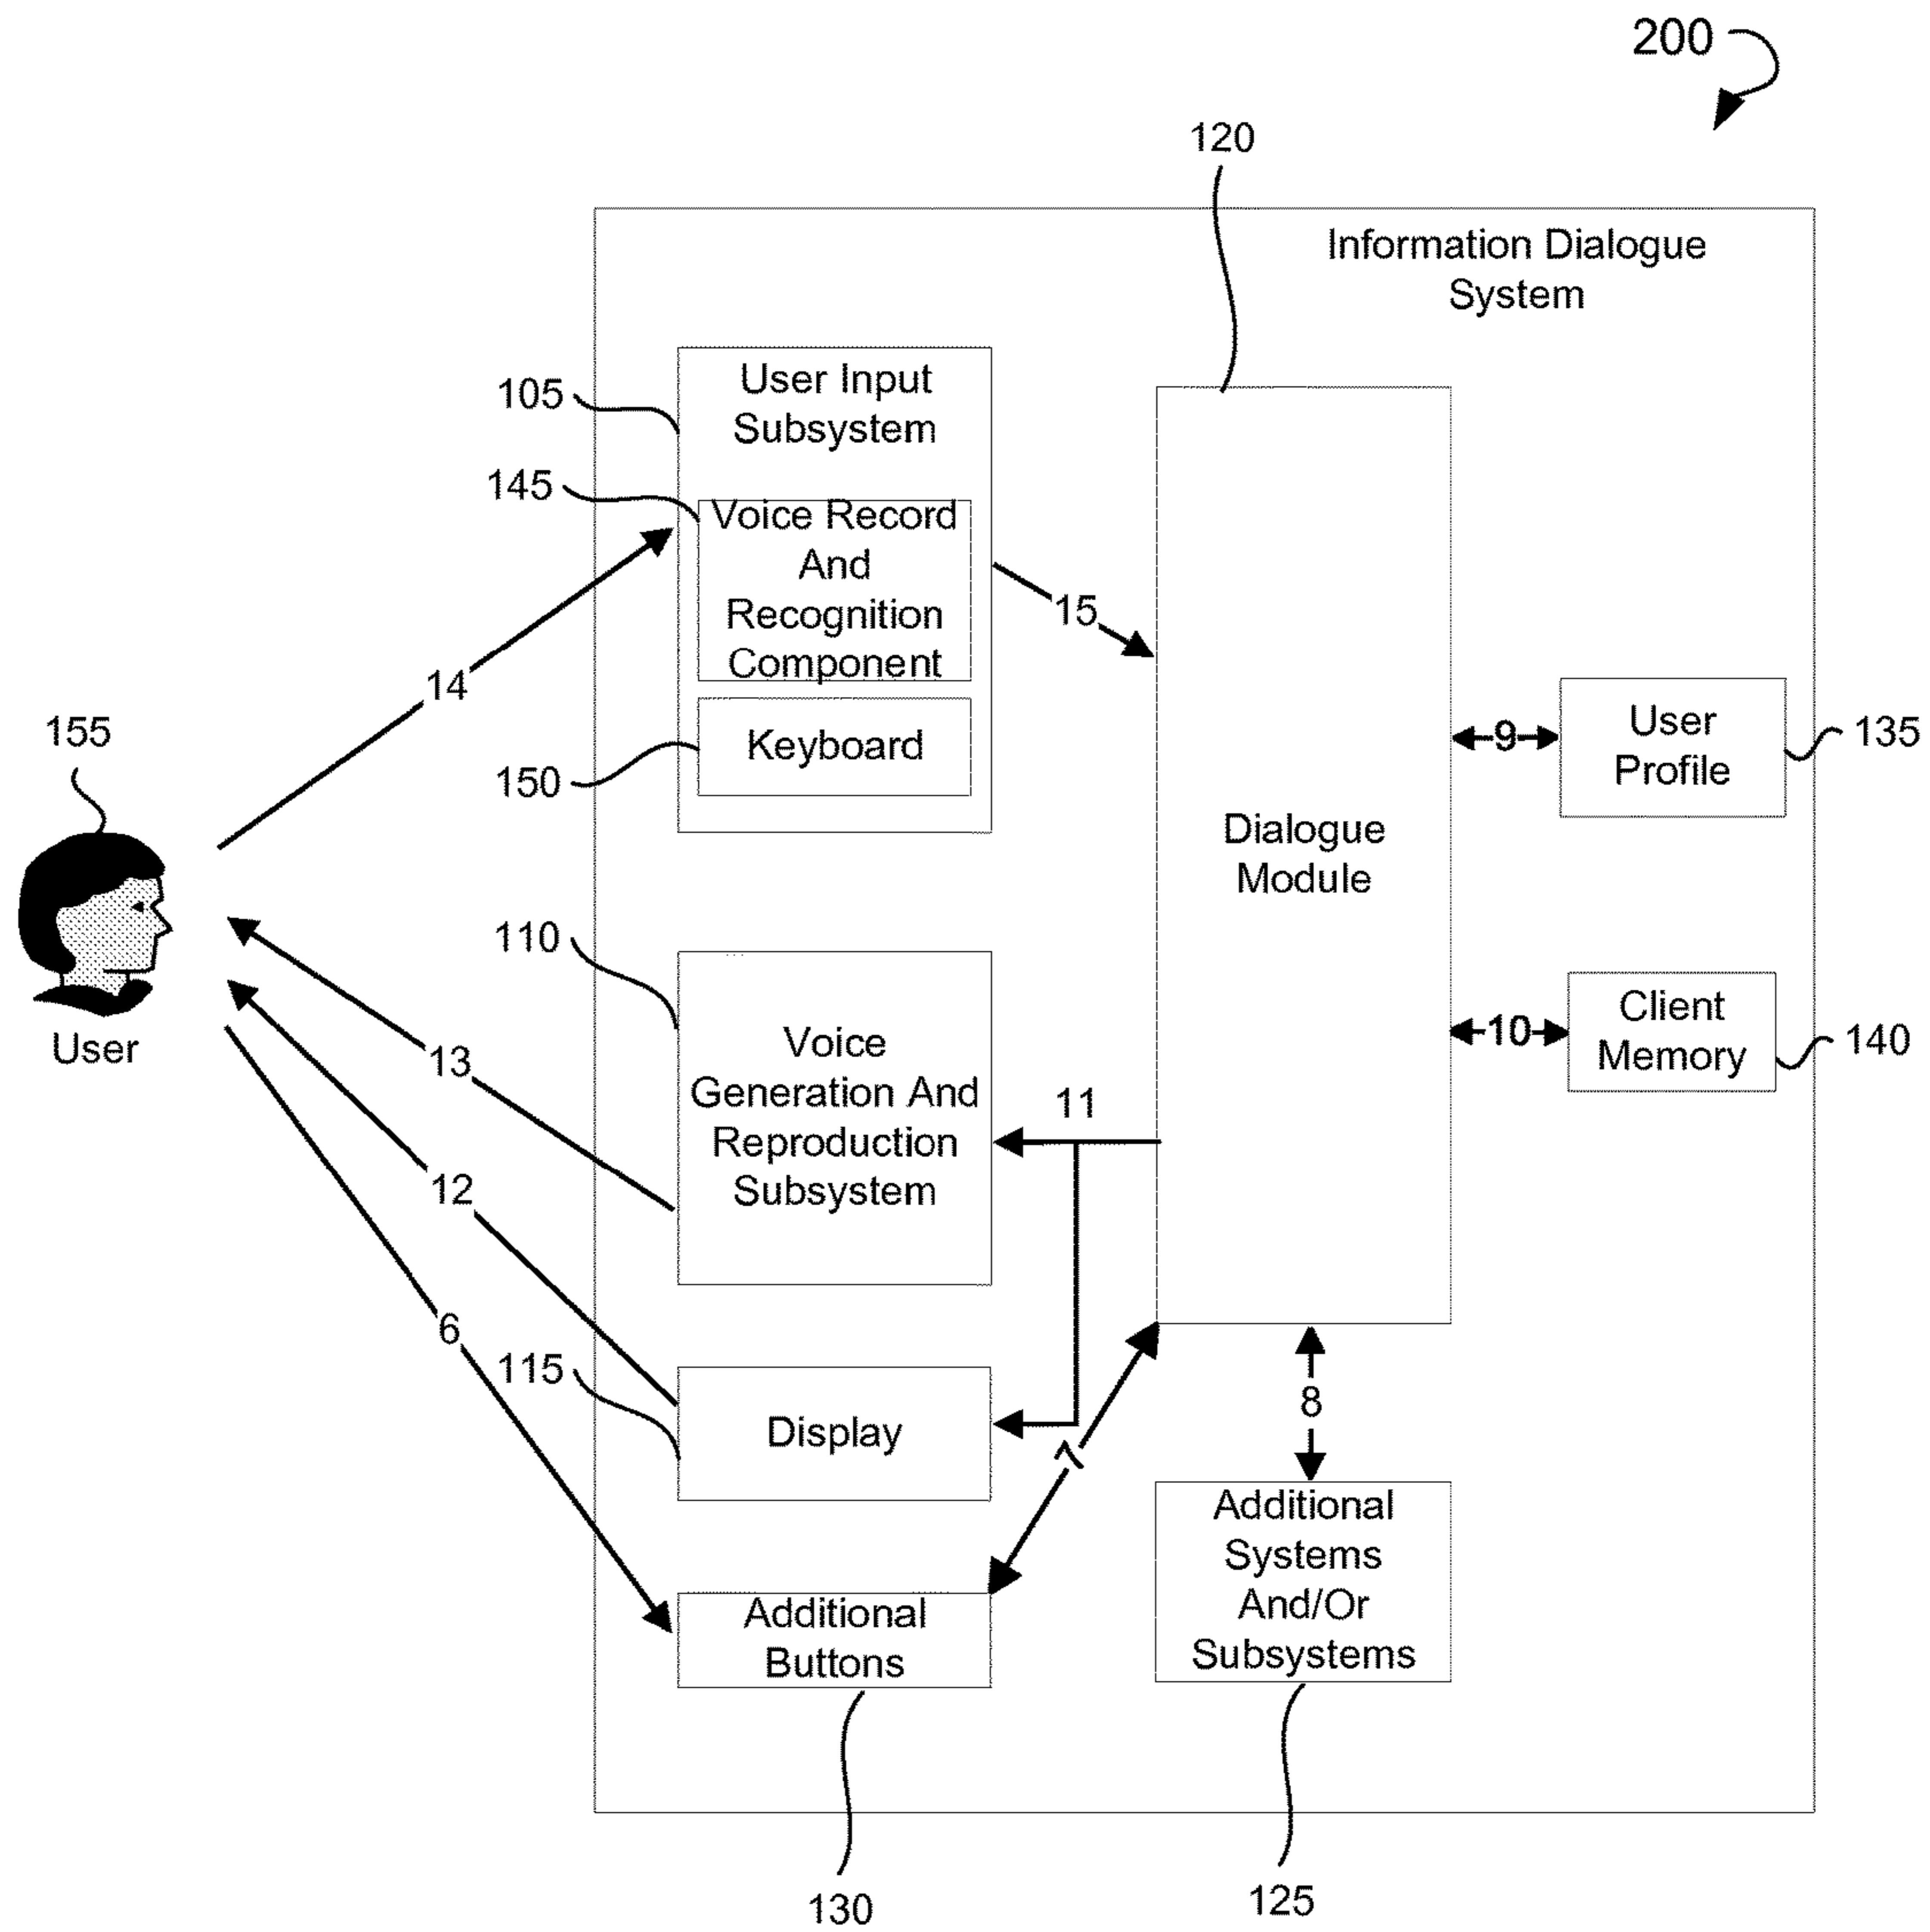 200
120
Information Dialogue
System
105
User Input
Subsystem
145
Voice Record
And
Recognition
Component
15
14
150
Keyboard
155
User
9
User
Profile
135
Dialogue
Module
110
Voice
Generation And
Reproduction
Subsystem
13
10
Client
Memory
140
11
12
6
115
Display
7
8
Additional
Systems
And/Or
Subsystems
Additional
Buttons
130
125